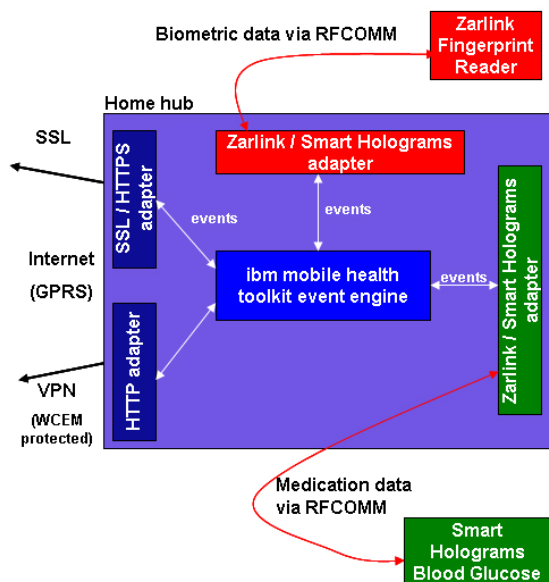 Biometric data via RFCOMM
Zarlink
Fingerprint
Reader
Home hub
SSL
SSL / HTTPS
adapter
Zarlink / Smart Holograms
adapter
events
events
Internet
(GPRS)
ibm mobile health
toolkit event engine
events
Zarlink / Smart Holograms
adapter
HTTP adapter
VPN
(WCEM
protected)
Medication data
via RFCOMM
Smart
Holograms
Blood Glucose